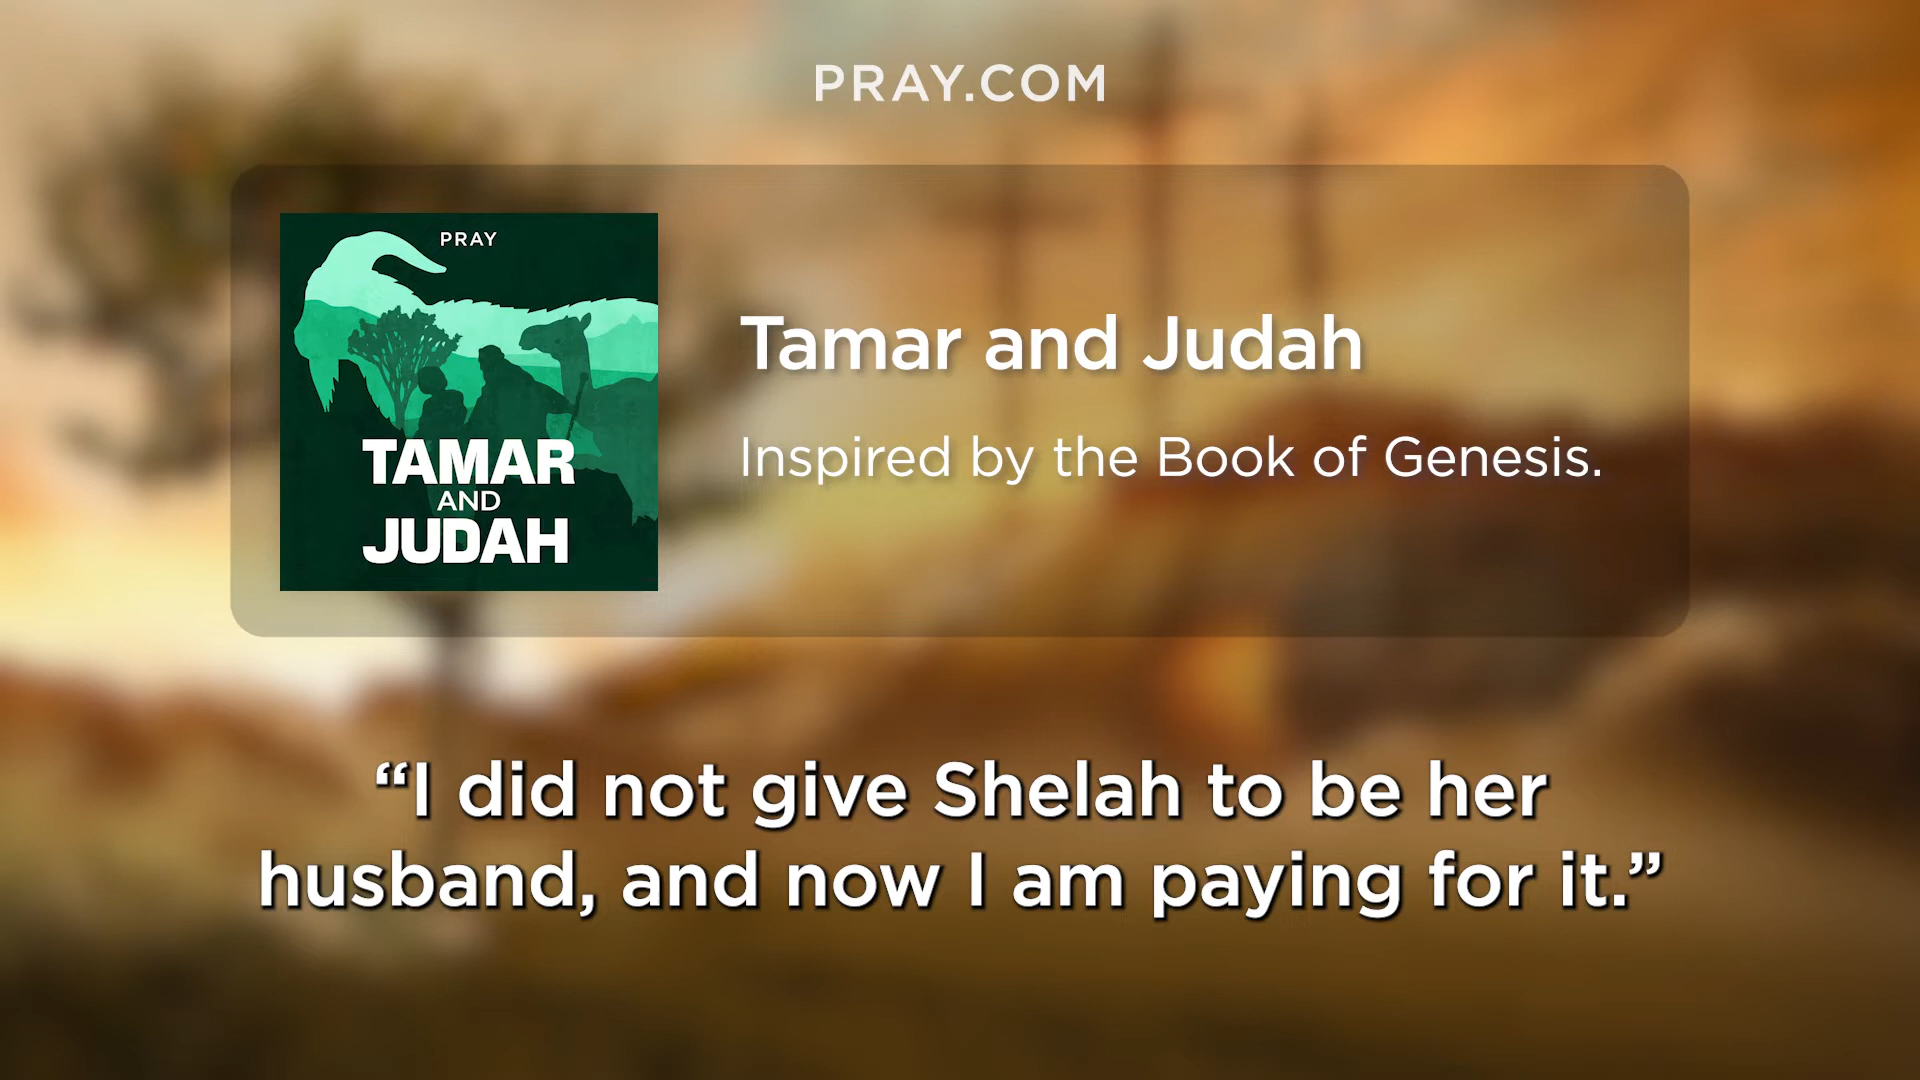 PRAY.COM
PRAY
TAMAR
AND
JUDAH
Tamar and Judah
Inspired by the Book of Genesis.
“I did not give Shelah to be her
husband, and now I am paying for it.”